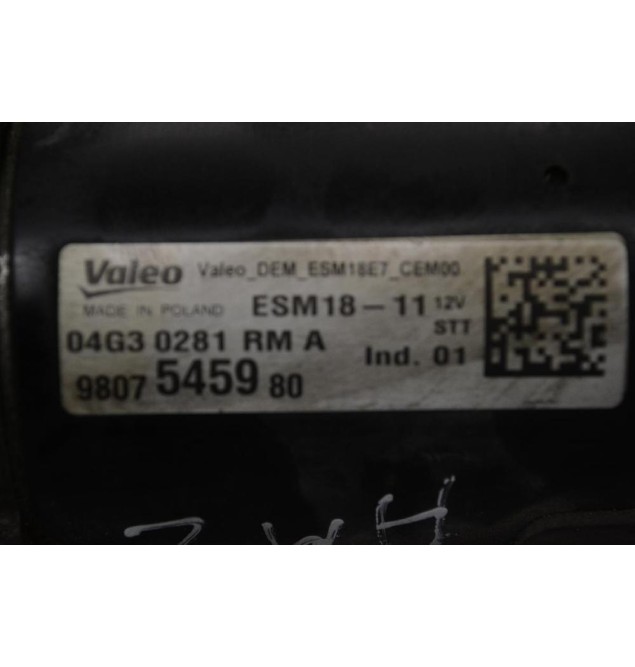 Valeo Valeo_DEM_ESM18E7_CEM00
MADE IN POLAND ESM18-11 12V
STT
04G3 0281 RM A Ind. 01
9807 5459 80